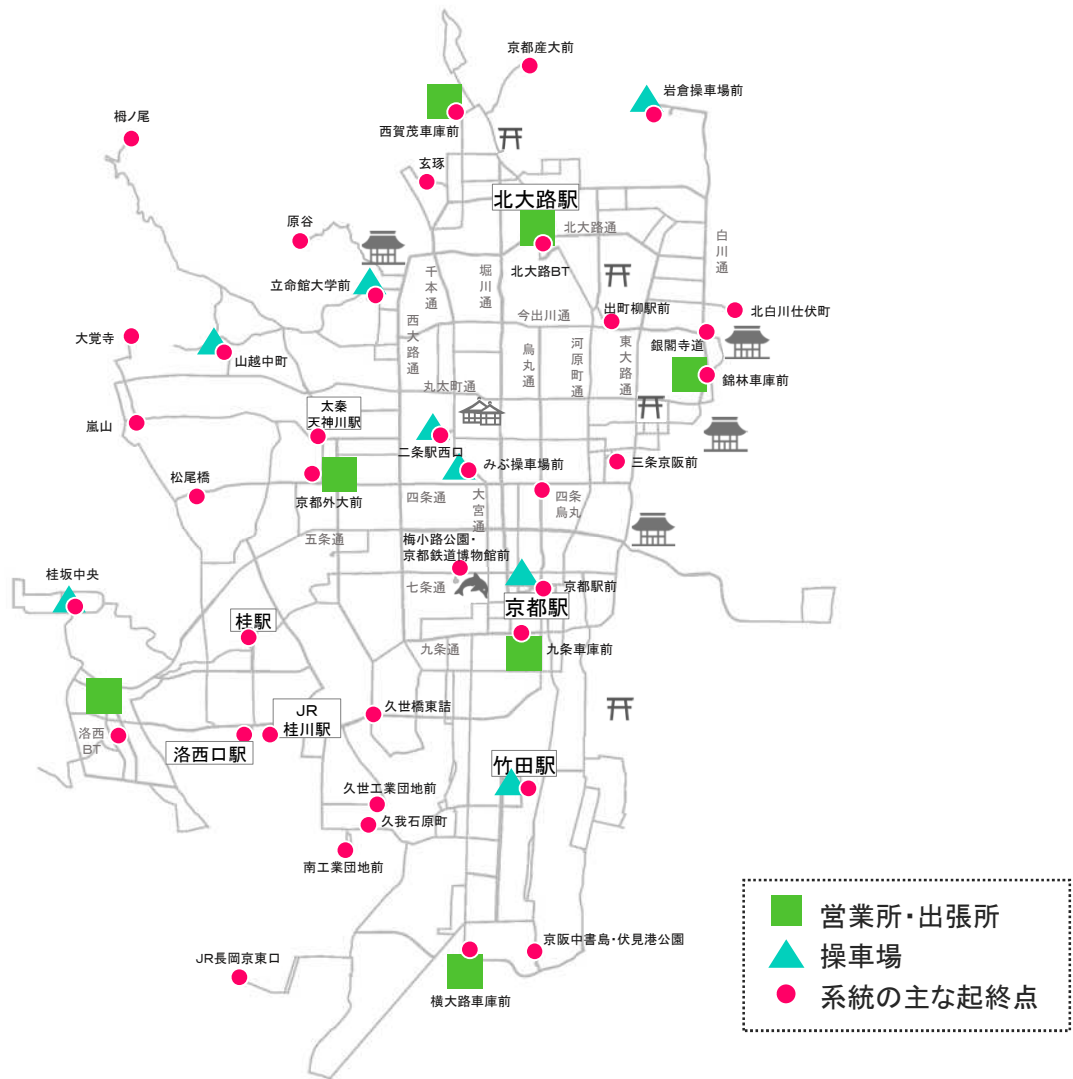 京都産大前
岩倉操車場前
西賀茂車庫前
栂ノ尾
玄琢
北大路駅
北大路通
原谷
白川通
北大路BT
千本通
堀川通
立命館大学前
出町柳駅前
北白川仕伏町
今出川通
西大路通
烏丸通
河原町通
東大路通
銀閣寺道
大覚寺
山越中町
錦林車庫前
丸太町通
太秦
天神川駅
嵐山
二条駅西口
みぶ操車場前
三条京阪前
松尾橋
京都外大前
四条通
大宮通
四条
烏丸
五条通
梅小路公園・
京都鉄道博物館前
桂坂中央
七条通
京都駅前
京都駅
桂駅
九条通
九条車庫前
JR
桂川駅
久世橋東詰
洛西
BT
洛西口駅
竹田駅
久世工業団地前
久我石原町
南工業団地前
営業所・出張所
京阪中書島・伏見港公園
操車場
JR長岡京東口
横大路車庫前
系統の主な起終点